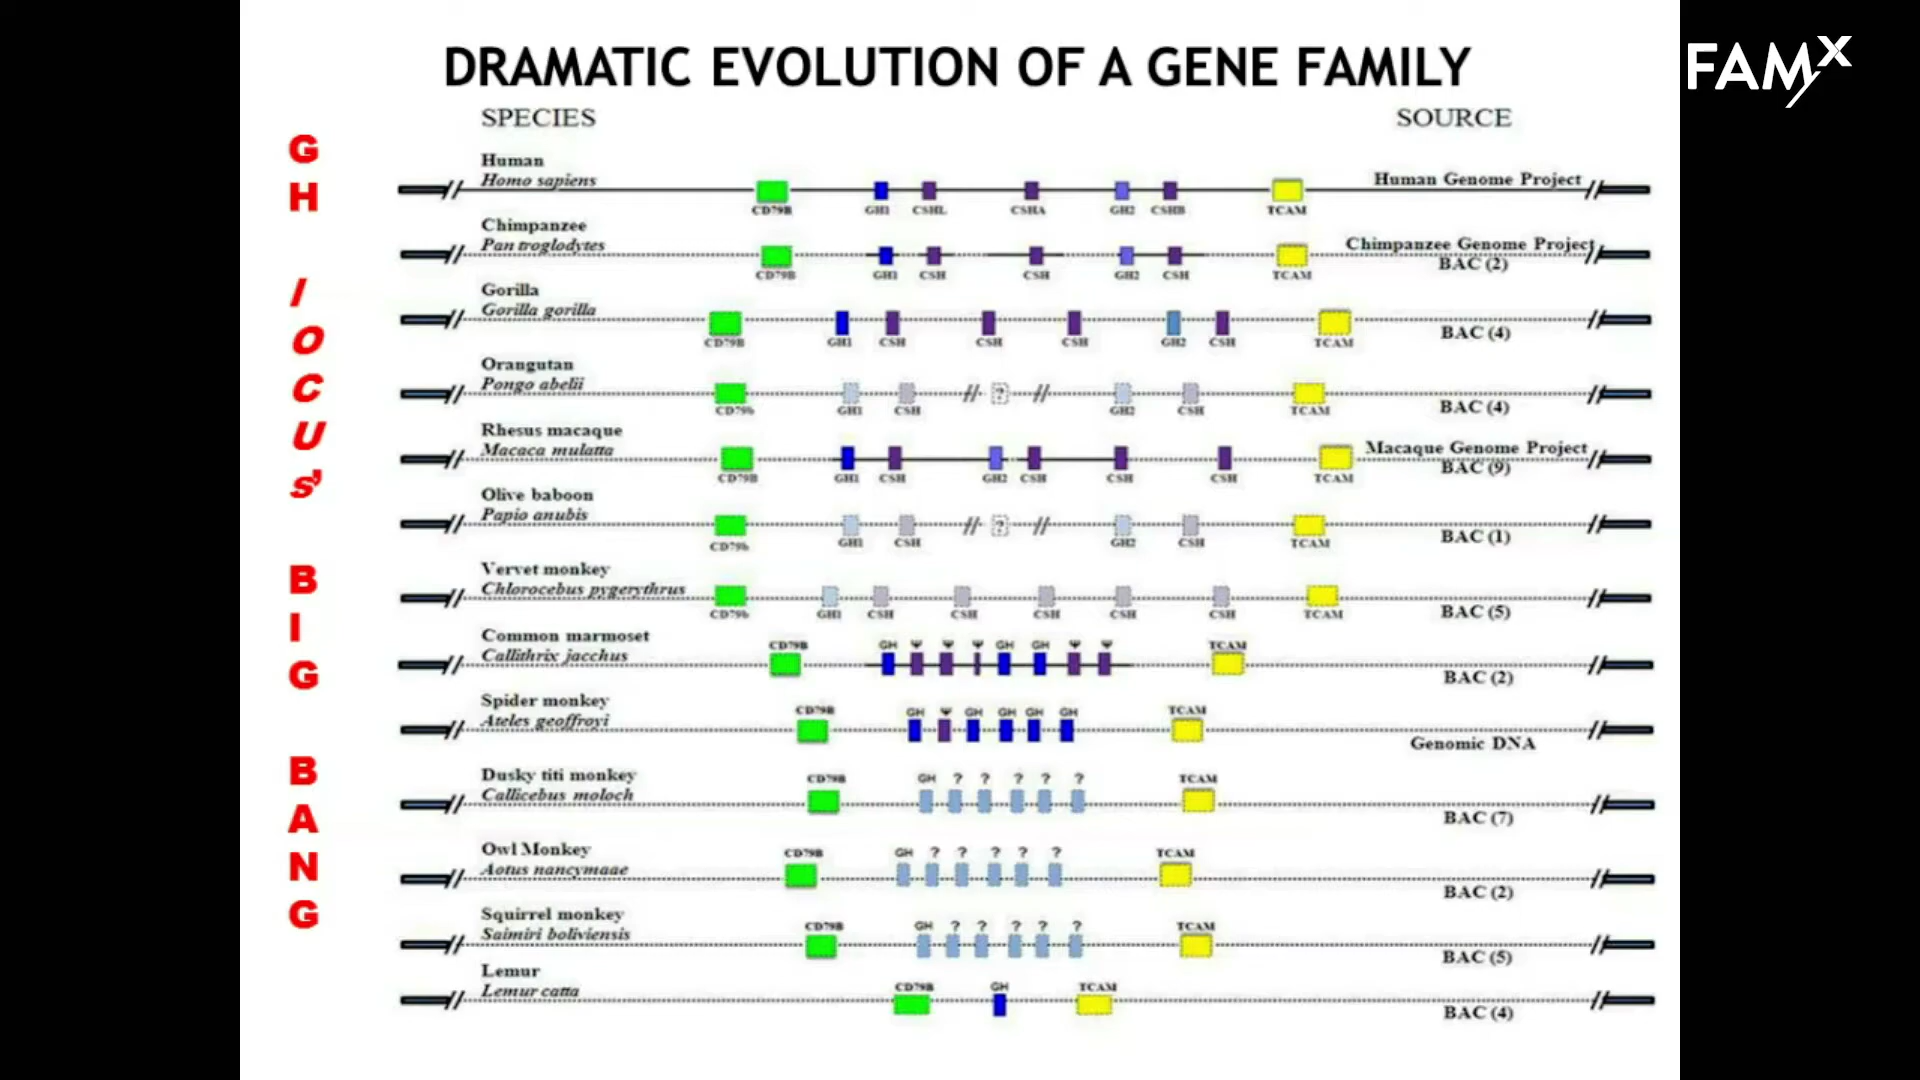 DRAMATIC EVOLUTION OF A GENE FAMILY
FAMX
SPECIES SOURCE
GH locus' BIG BANG
Human
Homo sapiens
Human Genome Project
CD79B GH1 CSHL CSHA GH2 CSHB TCAM
Chimpanzee
Pan troglodytes
Chimpanzee Genome Project
BAC (2)
CD79B GH1 CSH CSH GH2 CSH TCAM
Gorilla
Gorilla gorilla
BAC (4)
CD79B GH1 CSH CSH CSH GH2 CSH TCAM
Orangutan
Pongo abelii
// ? //
BAC (4)
CD79b GH1 CSH GH2 CSH TCAM
Rhesus macaque
Macaca mulatta
Macaque Genome Project
BAC (9)
CD79B GH1 CSH GH2 CSH CSH CSH TCAM
Olive baboon
Papio anubis
// ? //
BAC (1)
CD79b GH1 CSH GH2 CSH TCAM
Vervet monkey
Chlorocebus pygerythrus
BAC (5)
CD79b GH1 CSH CSH CSH CSH CSH TCAM
Common marmoset
CD79B GH Ψ Ψ Ψ GH GH Ψ Ψ TCAM
Callithrix jacchus
BAC (2)
Spider monkey
CD79B GH Ψ GH GH GH GH TCAM
Ateles geoffroyi
Genomic DNA
Dusky titi monkey
CD79B GH ? ? ? ? ? TCAM
Callicebus moloch
BAC (7)
Owl Monkey
CD79B GH ? ? ? ? ? TCAM
Aotus nancymaae
BAC (2)
Squirrel monkey
CD79B GH ? ? ? ? ? TCAM
Saimiri boliviensis
BAC (5)
Lemur
CD79B GH TCAM
Lemur catta
BAC (4)